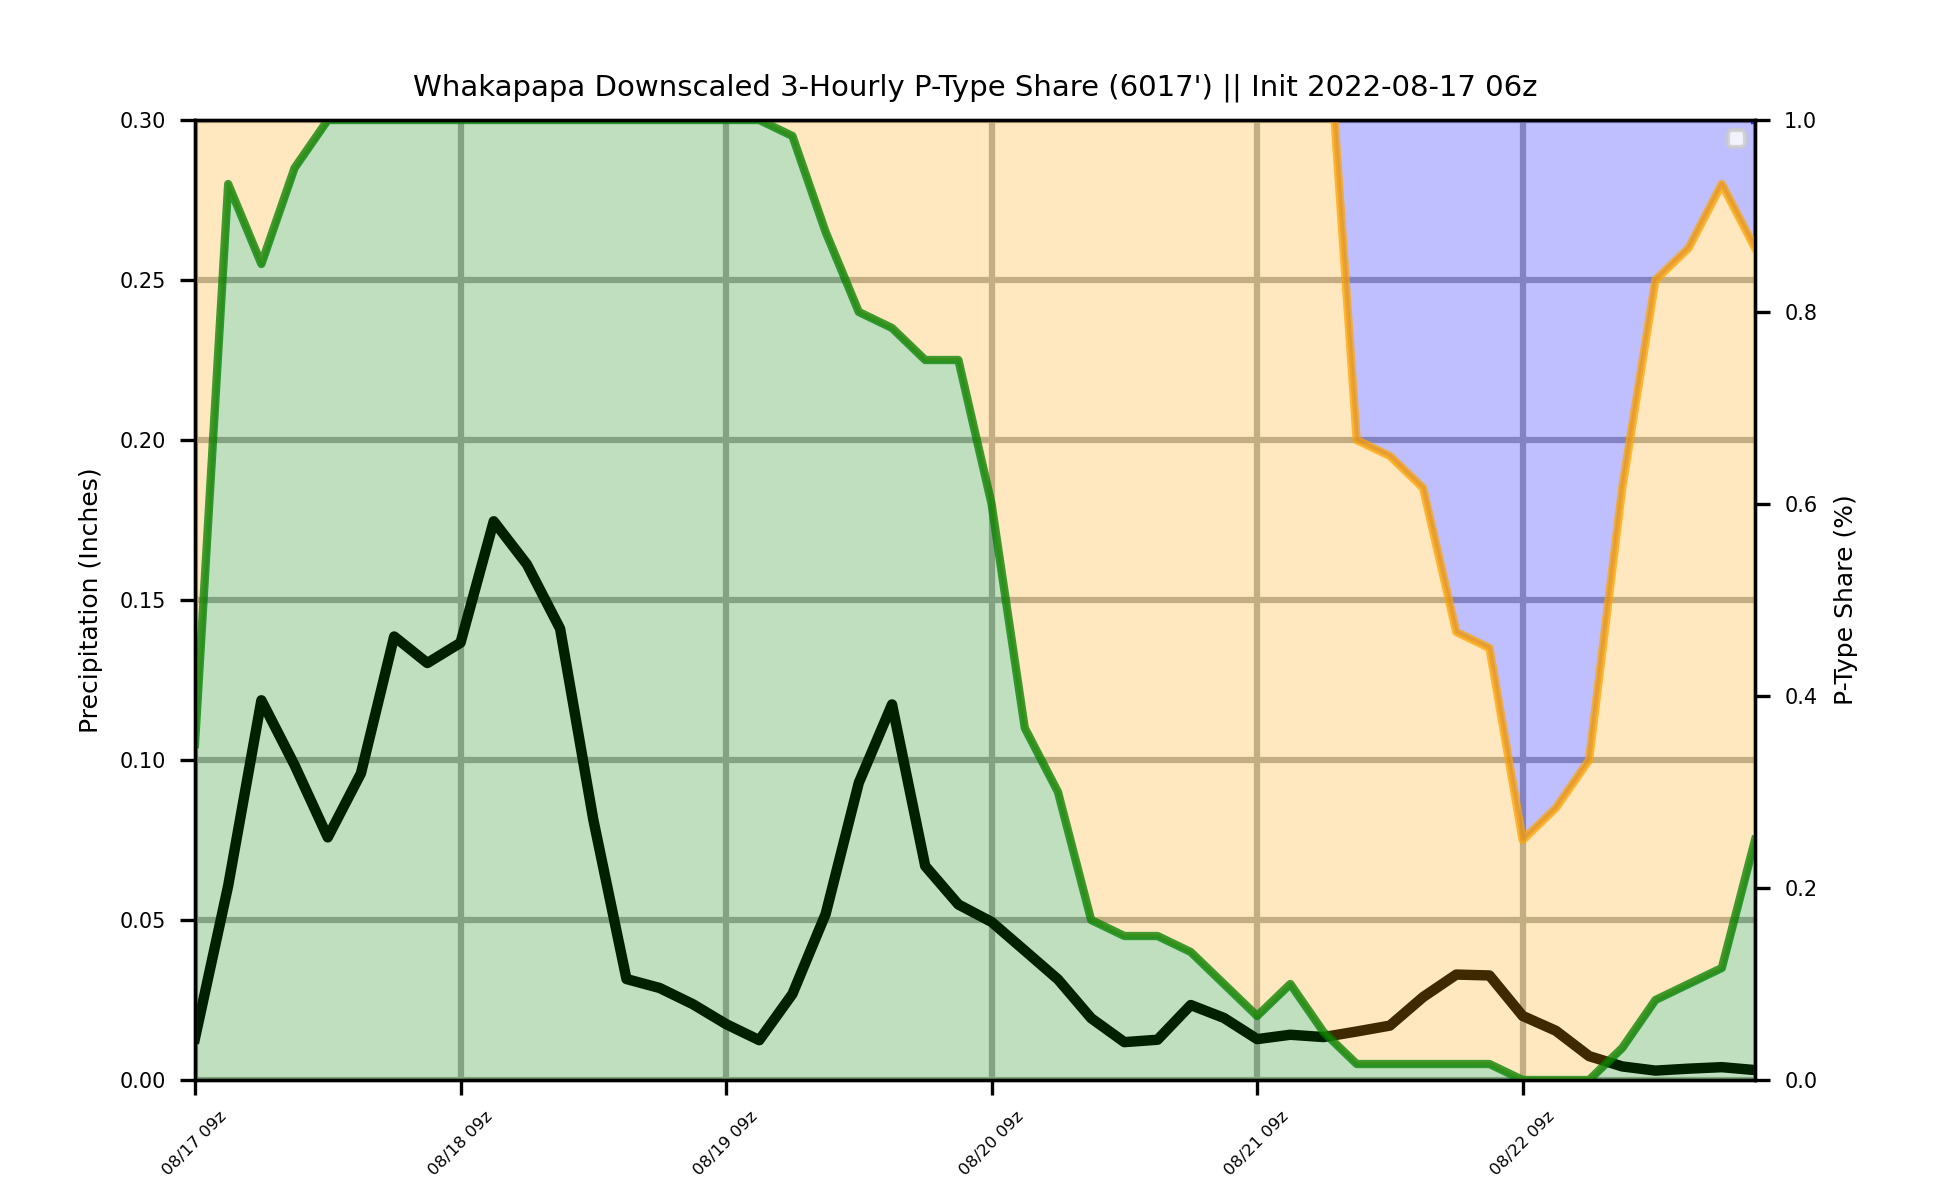 Whakapapa Downscaled 3-Hourly P-Type Share (6017') || Init 2022-08-17 06z
0.30
0.25
0.20
0.15
0.10
0.05
0.00
Precipitation (Inches)
1.0
0.8
0.6
0.4
0.2
0.0
P-Type Share (%)
08/17 09z
08/18 09z
08/19 09z
08/20 09z
08/21 09z
08/22 09z